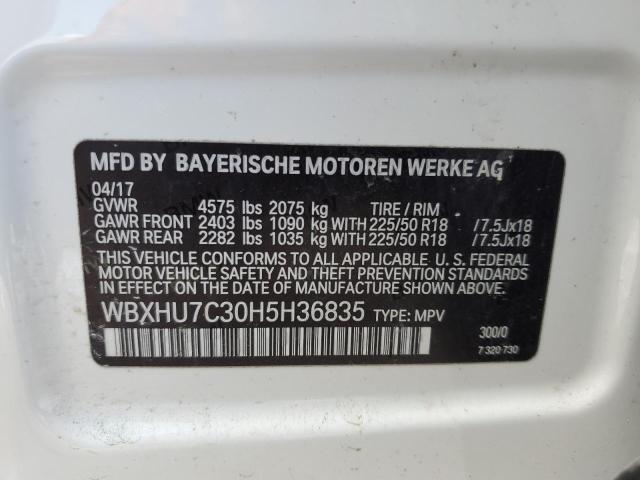 MFD BY BAYERISCHE MOTOREN WERKE AG
04/17
GVWR 4575 lbs 2075 kg TIRE / RIM
GAWR FRONT 2403 lbs 1090 kg WITH 225/50 R18 /7.5Jx18
GAWR REAR 2282 lbs 1035 kg WITH 225/50 R18 /7.5Jx18
THIS VEHICLE CONFORMS TO ALL APPLICABLE U. S. FEDERAL
MOTOR VEHICLE SAFETY AND THEFT PREVENTION STANDARDS
IN EFFECT ON THE DATE OF MANUFACTURE SHOWN ABOVE.
WBXHU7C30H5H36835 TYPE: MPV
300/0
7 320 730